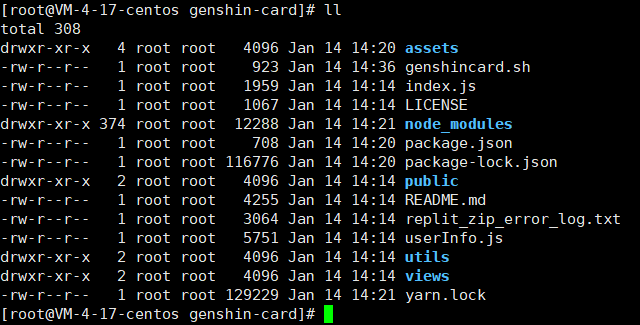 [root@VM-4-17-centos genshin-card]# ll
total 308
drwxr-xr-x   4 root root   4096 Jan 14 14:20 assets
-rw-r--r--   1 root root    923 Jan 14 14:36 genshincard.sh
-rw-r--r--   1 root root   1959 Jan 14 14:14 index.js
-rw-r--r--   1 root root   1067 Jan 14 14:14 LICENSE
drwxr-xr-x 374 root root  12288 Jan 14 14:21 node_modules
-rw-r--r--   1 root root    708 Jan 14 14:20 package.json
-rw-r--r--   1 root root 116776 Jan 14 14:20 package-lock.json
drwxr-xr-x   2 root root   4096 Jan 14 14:14 public
-rw-r--r--   1 root root   4255 Jan 14 14:14 README.md
-rw-r--r--   1 root root   3064 Jan 14 14:14 replit_zip_error_log.txt
-rw-r--r--   1 root root   5751 Jan 14 14:14 userInfo.js
drwxr-xr-x   2 root root   4096 Jan 14 14:14 utils
drwxr-xr-x   2 root root   4096 Jan 14 14:14 views
-rw-r--r--   1 root root 129229 Jan 14 14:21 yarn.lock
[root@VM-4-17-centos genshin-card]#